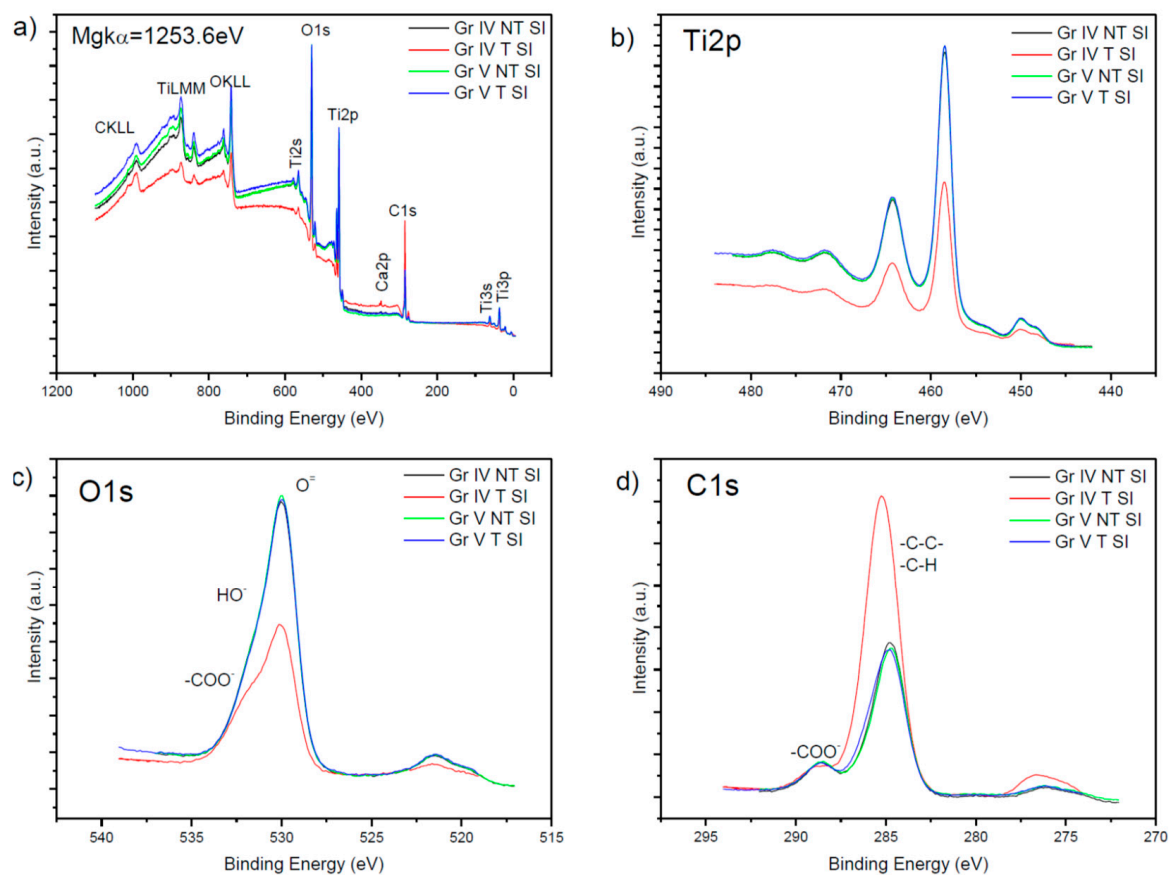 a)
Mgkα=1253.6eV
O1s
Gr IV NT SI
Gr IV T SI
Gr V NT SI
Gr V T SI
OKLL
TiLMM
CKLL
Ti2s
Ti2p
C1s
Ca2p
Ti3s
Ti3p
Intensity (a.u.)
1200 1000 800 600 400 200 0
Binding Energy (eV)
b)
Ti2p
Gr IV NT SI
Gr IV T SI
Gr V NT SI
Gr V T SI
Intensity (a.u.)
490 480 470 460 450 440
Binding Energy (eV)
c)
O1s
O=
Gr IV NT SI
Gr IV T SI
Gr V NT SI
Gr V T SI
HO-
-COO-
Intensity (a.u.)
540 535 530 525 520 515
Binding Energy (eV)
d)
C1s
Gr IV NT SI
Gr IV T SI
Gr V NT SI
Gr V T SI
-C-C-
-C-H
-COO-
Intensity (a.u.)
295 290 285 280 275 270
Binding Energy (eV)